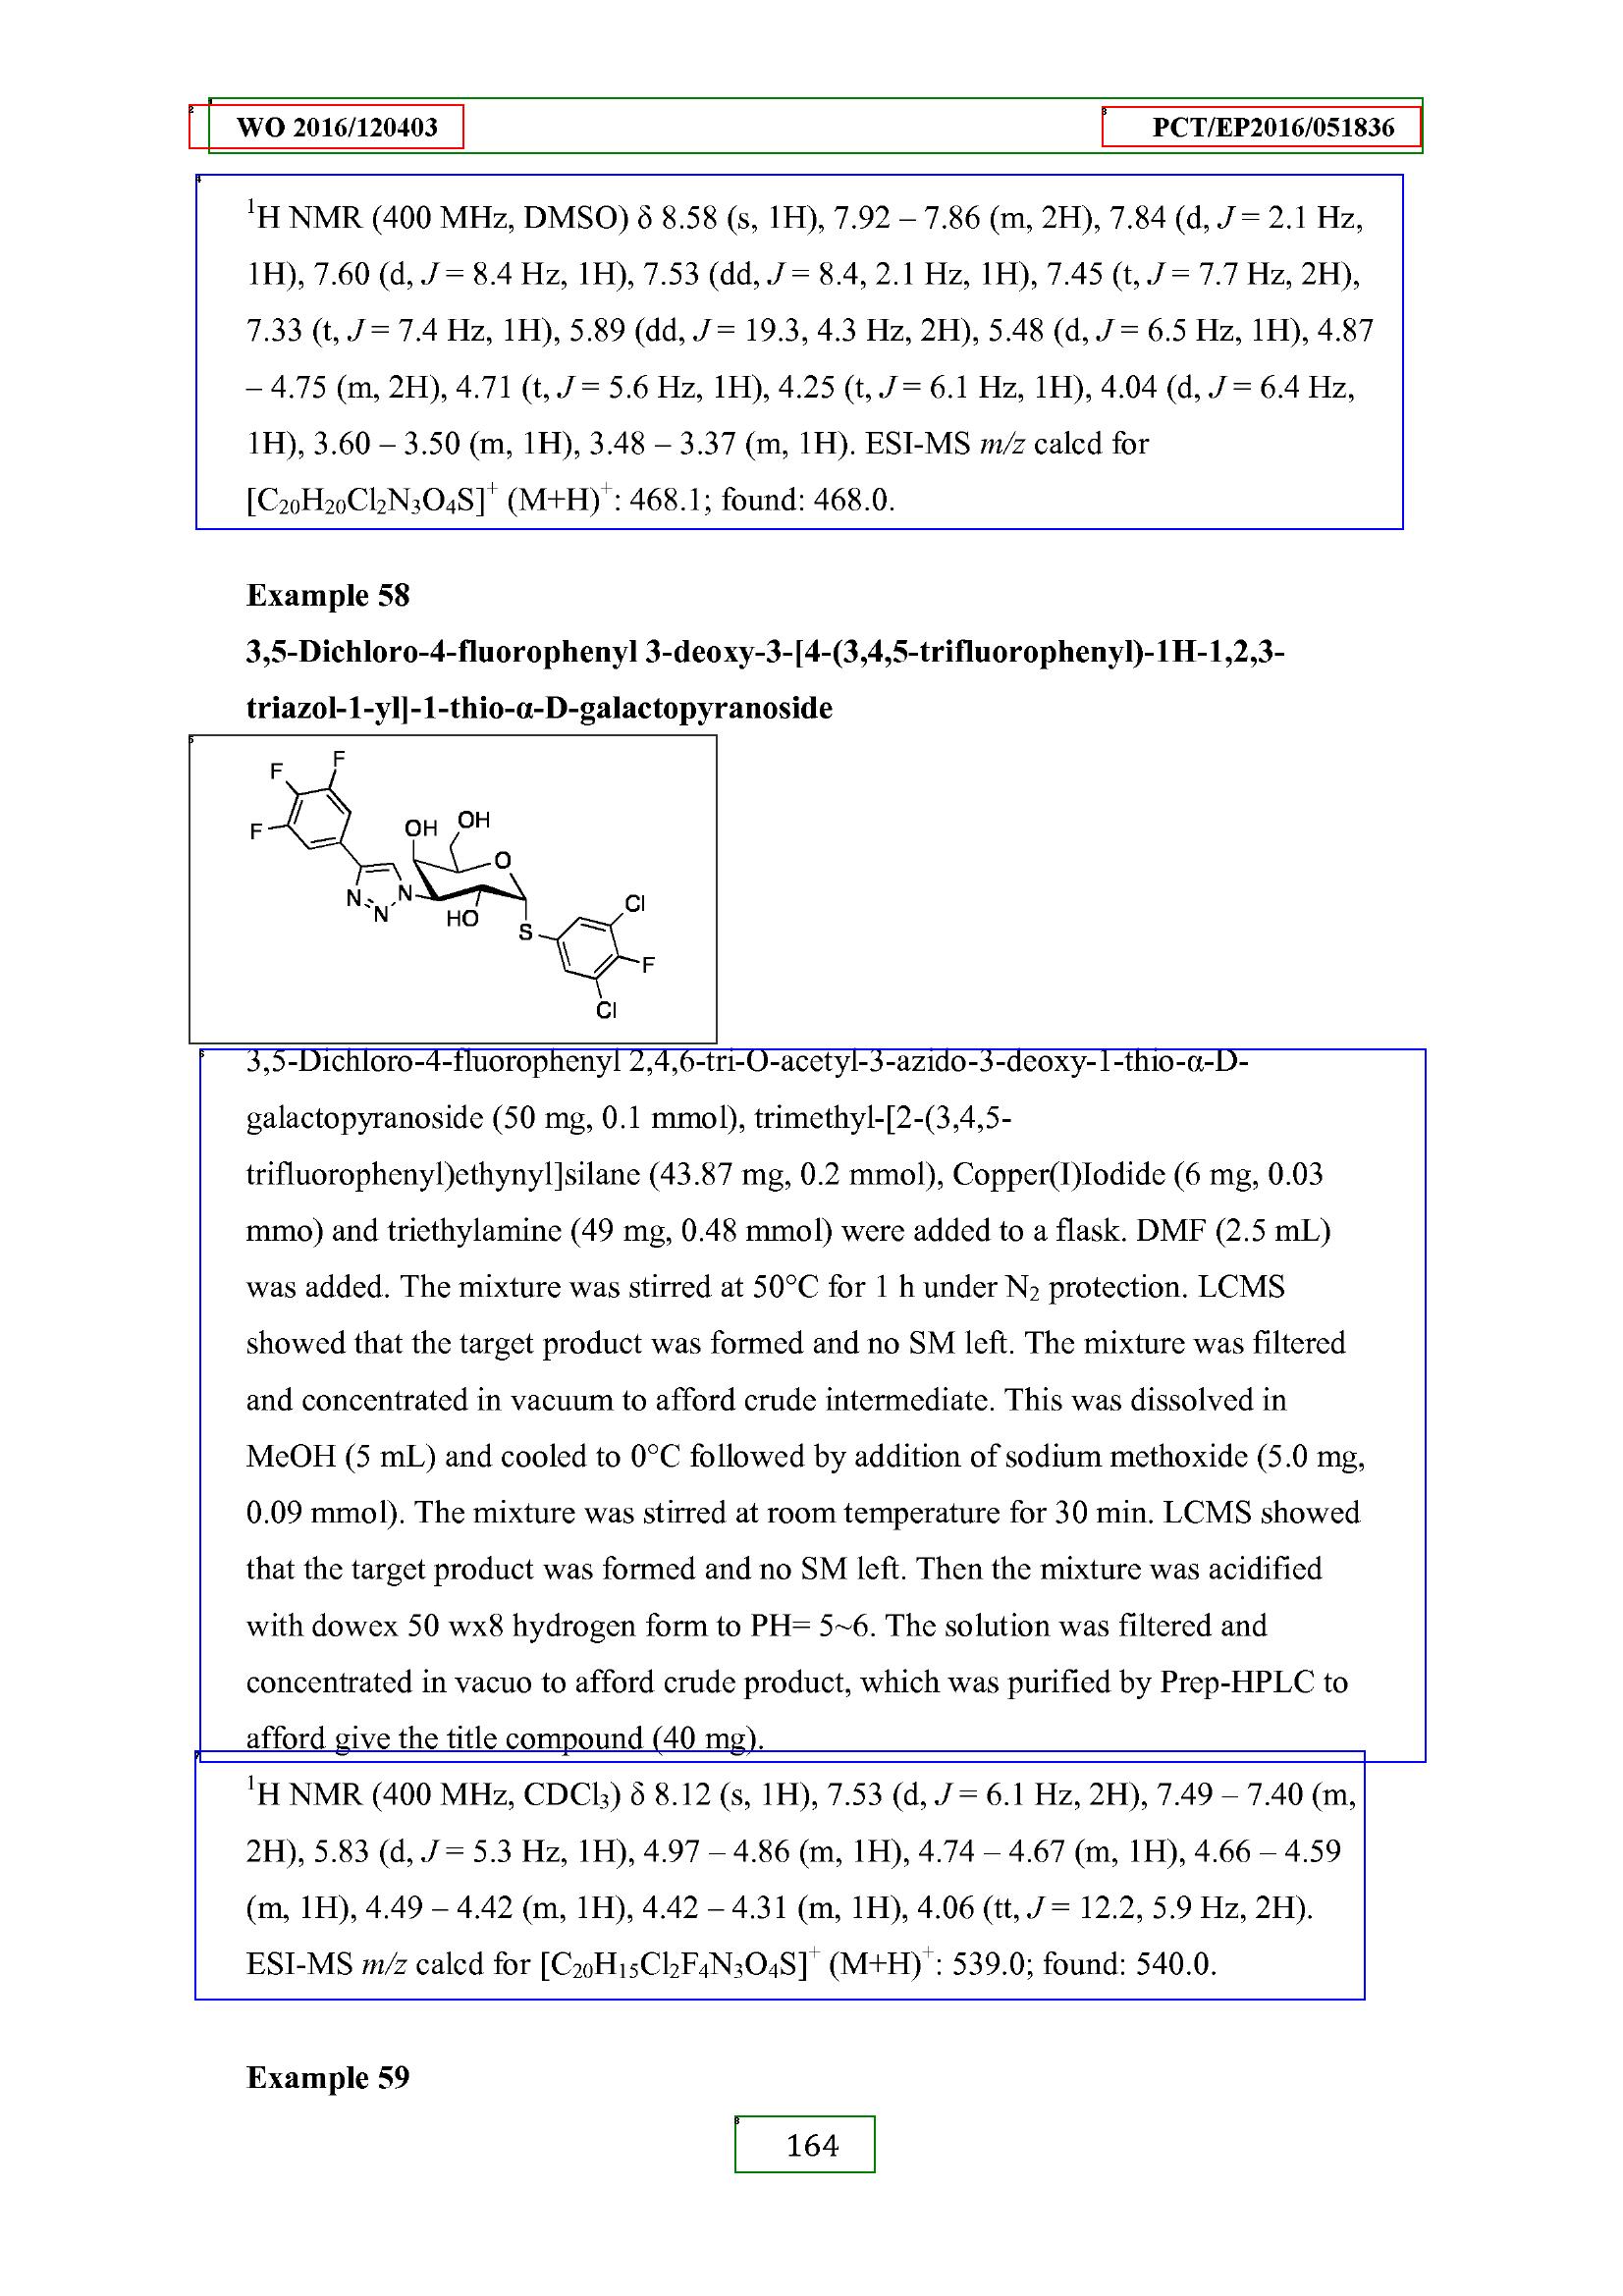 WO 2016/120403 PCT/EP2016/051836
¹H NMR (400 MHz, DMSO) δ 8.58 (s, 1H), 7.92 – 7.86 (m, 2H), 7.84 (d, J = 2.1 Hz,
1H), 7.60 (d, J = 8.4 Hz, 1H), 7.53 (dd, J = 8.4, 2.1 Hz, 1H), 7.45 (t, J = 7.7 Hz, 2H),
7.33 (t, J = 7.4 Hz, 1H), 5.89 (dd, J = 19.3, 4.3 Hz, 2H), 5.48 (d, J = 6.5 Hz, 1H), 4.87
– 4.75 (m, 2H), 4.71 (t, J = 5.6 Hz, 1H), 4.25 (t, J = 6.1 Hz, 1H), 4.04 (d, J = 6.4 Hz,
1H), 3.60 – 3.50 (m, 1H), 3.48 – 3.37 (m, 1H). ESI-MS m/z calcd for
[C₂₀H₂₀Cl₂N₃O₄S]⁺ (M+H)⁺: 468.1; found: 468.0.
Example 58
3,5-Dichloro-4-fluorophenyl 3-deoxy-3-[4-(3,4,5-trifluorophenyl)-1H-1,2,3-
triazol-1-yl]-1-thio-α-D-galactopyranoside
F
F
F
OH
OH
O
N
N
N
HO
S
Cl
F
Cl
3,5-Dichloro-4-fluorophenyl 2,4,6-tri-O-acetyl-3-azido-3-deoxy-1-thio-α-D-
galactopyranoside (50 mg, 0.1 mmol), trimethyl-[2-(3,4,5-
trifluorophenyl)ethynyl]silane (43.87 mg, 0.2 mmol), Copper(I)Iodide (6 mg, 0.03
mmo) and triethylamine (49 mg, 0.48 mmol) were added to a flask. DMF (2.5 mL)
was added. The mixture was stirred at 50°C for 1 h under N₂ protection. LCMS
showed that the target product was formed and no SM left. The mixture was filtered
and concentrated in vacuum to afford crude intermediate. This was dissolved in
MeOH (5 mL) and cooled to 0°C followed by addition of sodium methoxide (5.0 mg,
0.09 mmol). The mixture was stirred at room temperature for 30 min. LCMS showed
that the target product was formed and no SM left. Then the mixture was acidified
with dowex 50 wx8 hydrogen form to PH= 5~6. The solution was filtered and
concentrated in vacuo to afford crude product, which was purified by Prep-HPLC to
afford give the title compound (40 mg).
¹H NMR (400 MHz, CDCl₃) δ 8.12 (s, 1H), 7.53 (d, J = 6.1 Hz, 2H), 7.49 – 7.40 (m,
2H), 5.83 (d, J = 5.3 Hz, 1H), 4.97 – 4.86 (m, 1H), 4.74 – 4.67 (m, 1H), 4.66 – 4.59
(m, 1H), 4.49 – 4.42 (m, 1H), 4.42 – 4.31 (m, 1H), 4.06 (tt, J = 12.2, 5.9 Hz, 2H).
ESI-MS m/z calcd for [C₂₀H₁₅Cl₂F₄N₃O₄S]⁺ (M+H)⁺: 539.0; found: 540.0.
Example 59
164